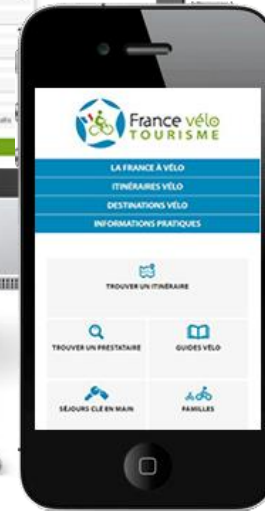 France vélo
TOURISME
LA FRANCE À VÉLO
ITINÉRAIRES VÉLO
DESTINATIONS VÉLO
INFORMATIONS PRATIQUES
TROUVER UN ITINÉRAIRE
TROUVER UN PRESTATAIRE
GUIDES VÉLO
SÉJOURS CLÉ EN MAIN
FAMILLES